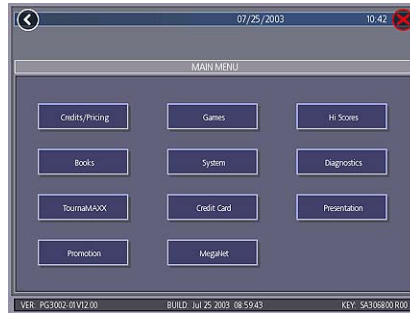 07/25/2003 10:42
MAIN MENU
Credits/Pricing Games Hi Scores
Books System Diagnostics
TournaMAXX Credit Card Presentation
Promotion MegaNet
VER: PG3002-01V12.00 BUILD: Jul 25 2003 08:59:43 KEY: SA306800 R00